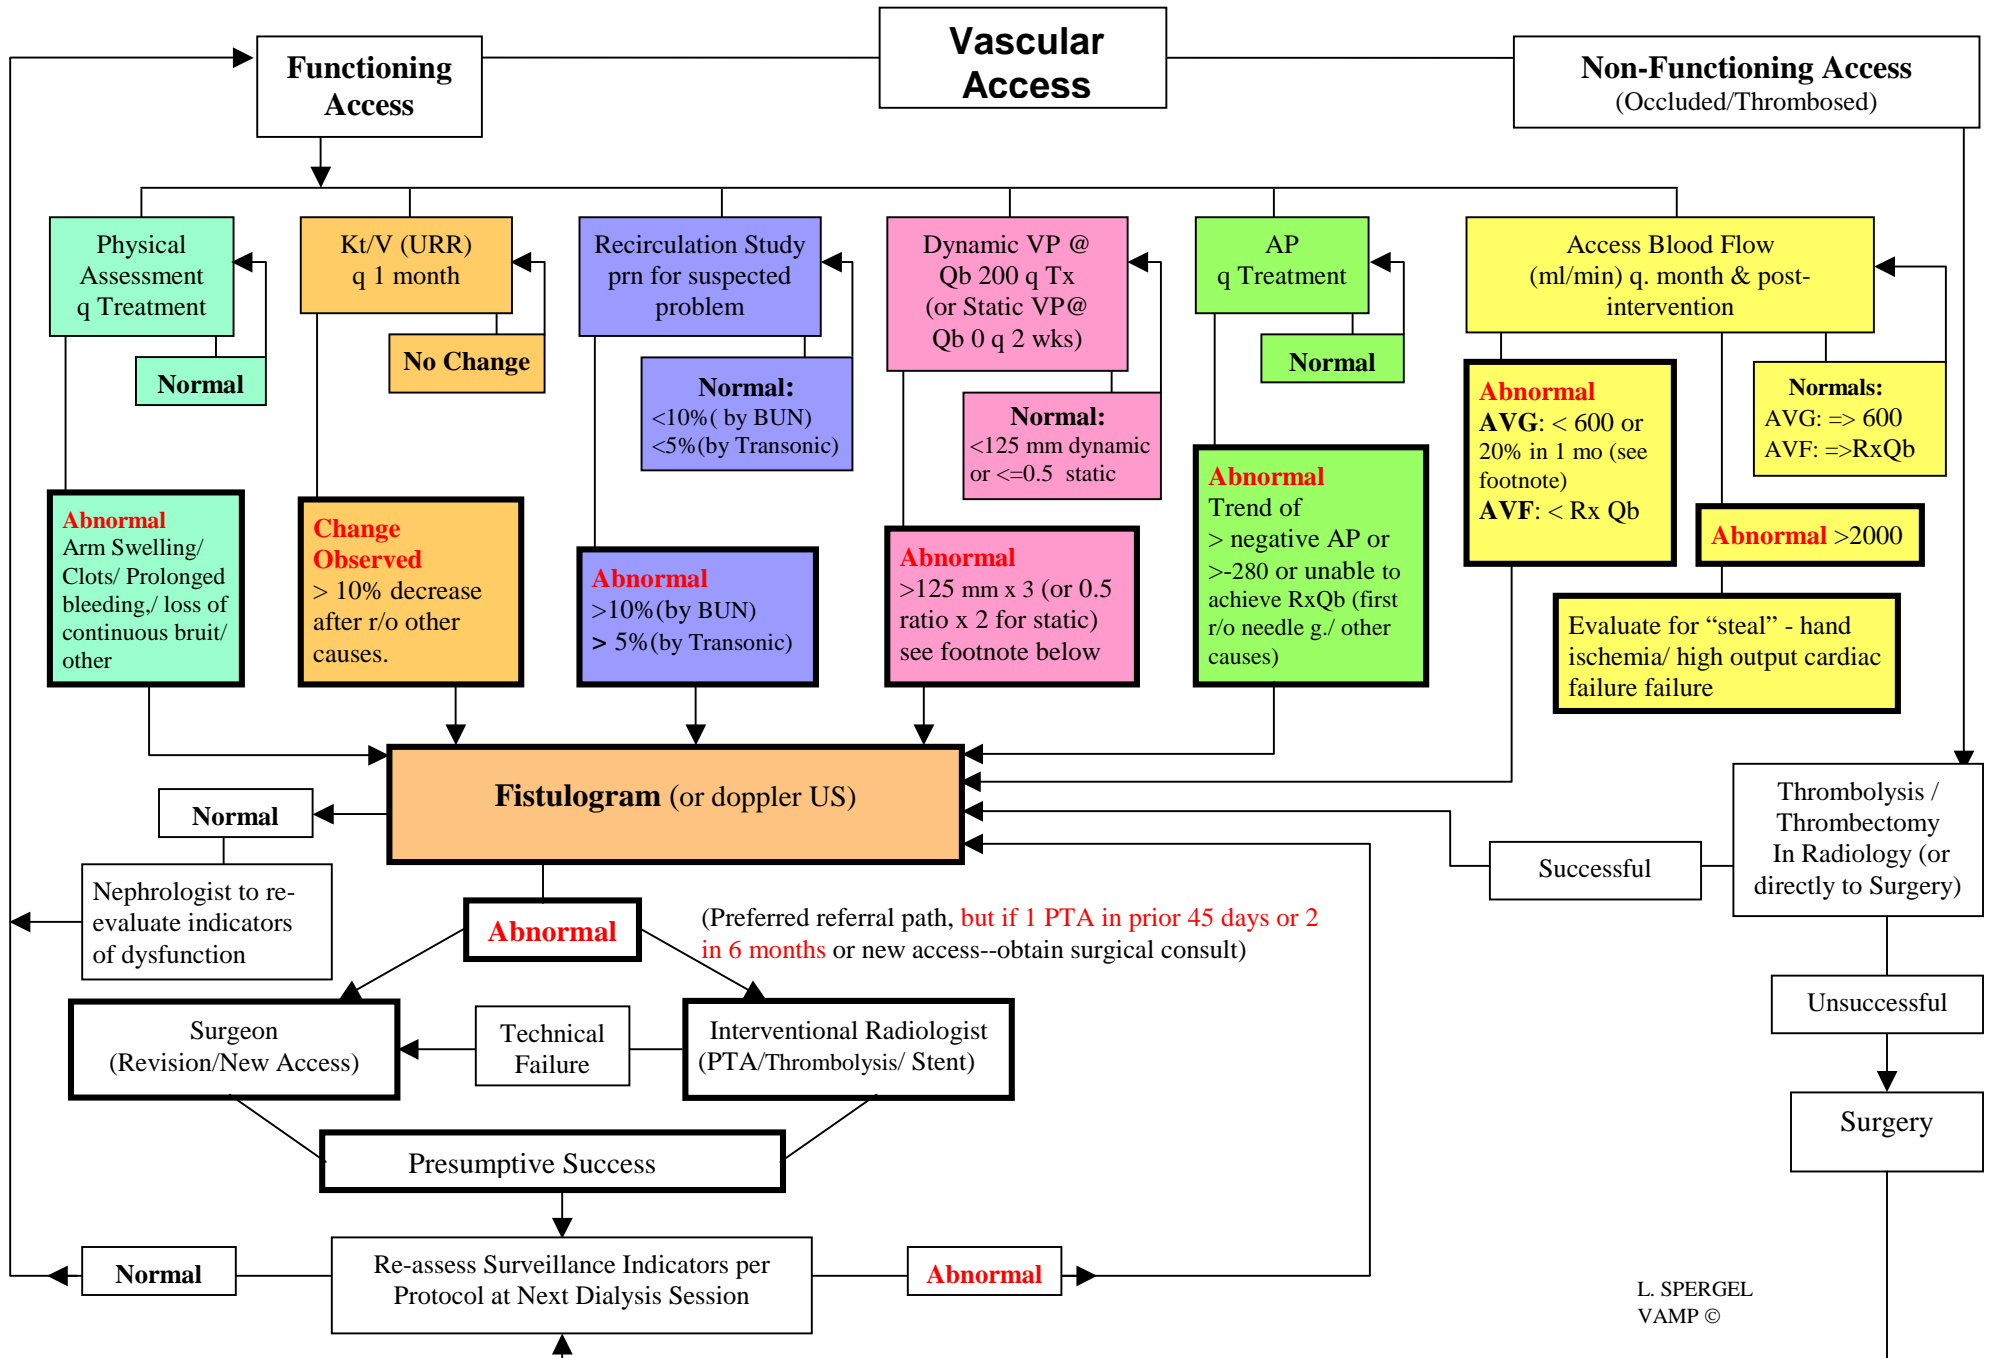 Vascular
Access
Functioning
Access
Non-Functioning Access
(Occluded/Thrombosed)
Physical
Assessment
q Treatment
Normal
Abnormal
Arm Swelling/
Clots/ Prolonged
bleeding,/ loss of
continuous bruit/
other
Kt/V (URR)
q 1 month
No Change
Change
Observed
> 10% decrease
after r/o other
causes.
Recirculation Study
prn for suspected
problem
Normal:
<10%( by BUN)
<5%(by Transonic)
Abnormal
>10%(by BUN)
> 5%(by Transonic)
Dynamic VP @
Qb 200 q Tx
(or Static VP@
Qb 0 q 2 wks)
Normal:
<125 mm dynamic
or <=0.5 static
Abnormal
>125 mm x 3 (or 0.5
ratio x 2 for static)
see footnote below
AP
q Treatment
Normal
Abnormal
Trend of
> negative AP or
>-280 or unable to
achieve RxQb (first
r/o needle g./ other
causes)
Access Blood Flow
(ml/min) q. month & post-
intervention
Abnormal
AVG: < 600 or
20% in 1 mo (see
footnote)
AVF: < Rx Qb
Normals:
AVG: => 600
AVF: =>RxQb
Abnormal >2000
Evaluate for “steal” - hand
ischemia/ high output cardiac
failure failure
Fistulogram (or doppler US)
Normal
Nephrologist to re-
evaluate indicators
of dysfunction
Abnormal
(Preferred referral path, but if 1 PTA in prior 45 days or 2
in 6 months or new access--obtain surgical consult)
Surgeon
(Revision/New Access)
Technical
Failure
Interventional Radiologist
(PTA/Thrombolysis/ Stent)
Presumptive Success
Normal
Re-assess Surveillance Indicators per
Protocol at Next Dialysis Session
Abnormal
Thrombolysis /
Thrombectomy
In Radiology (or
directly to Surgery)
Successful
Unsuccessful
Surgery
L. SPERGEL
VAMP ©